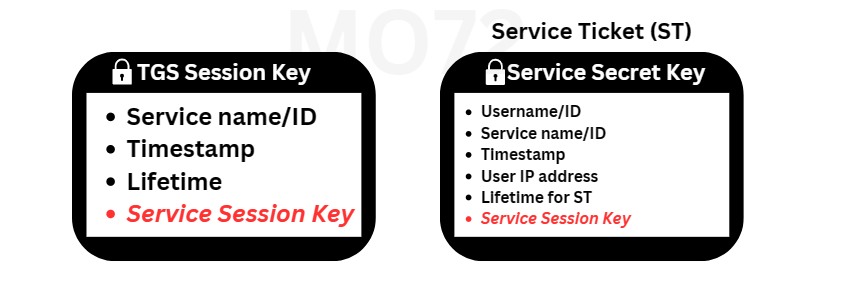 MO72
TGS Session Key
• Service name/ID
• Timestamp
• Lifetime
• Service Session Key
Service Ticket (ST)
Service Secret Key
• Username/ID
• Service name/ID
• Timestamp
• User IP address
• Lifetime for ST
• Service Session Key